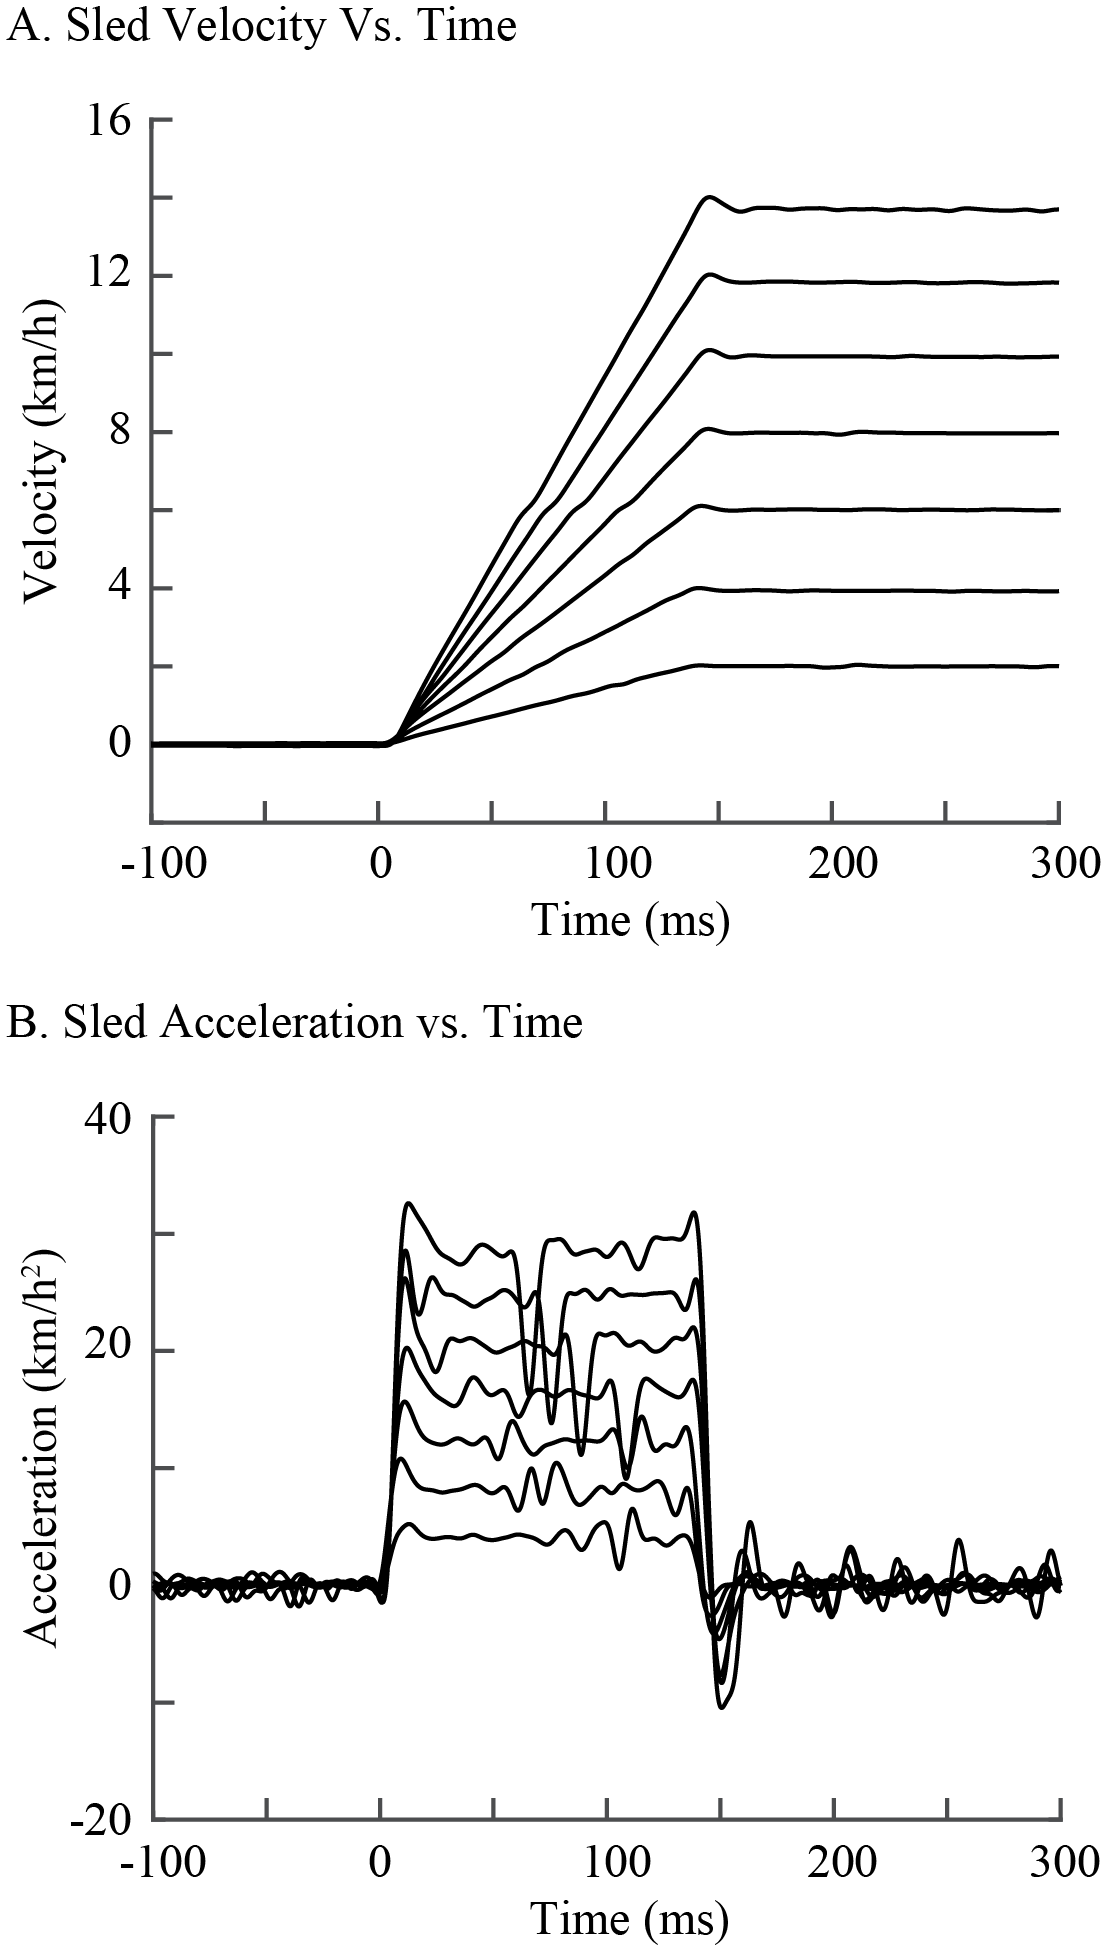 A. Sled Velocity Vs. Time
16
12
8
4
0
Velocity (km/h)
-100 0 100 200 300
Time (ms)
B. Sled Acceleration vs. Time
40
20
0
-20
Acceleration (km/h²)
-100 0 100 200 300
Time (ms)